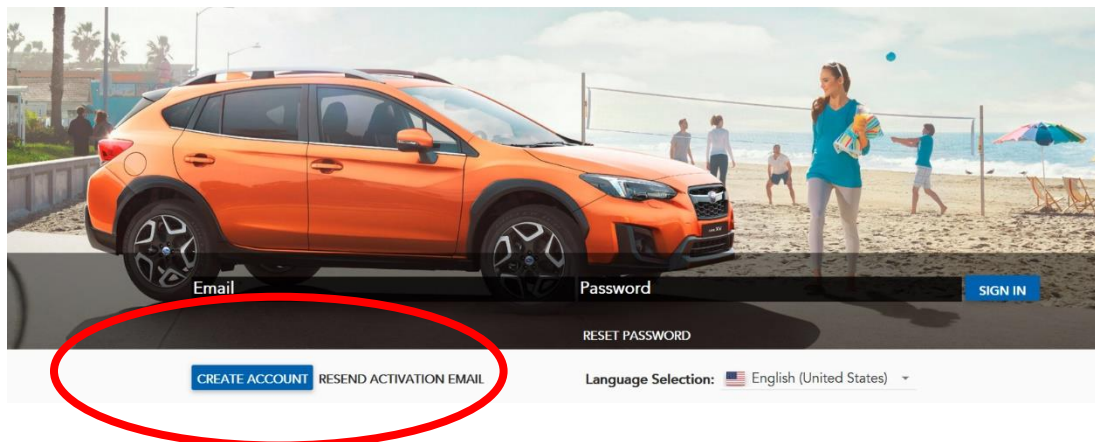 Email
Password
SIGN IN
RESET PASSWORD
CREATE ACCOUNT RESEND ACTIVATION EMAIL
Language Selection: English (United States)